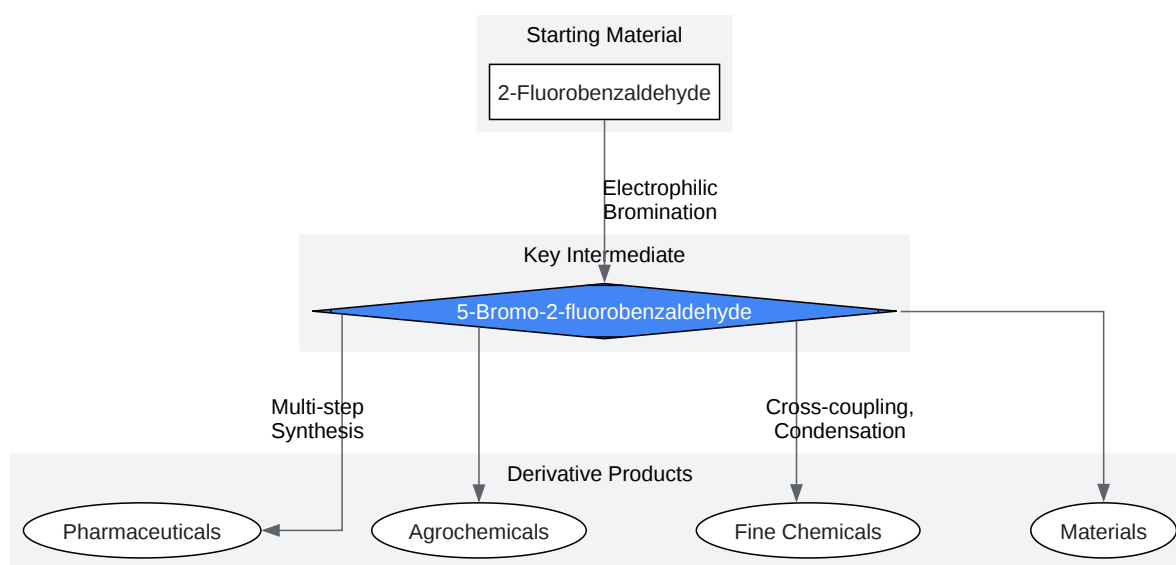 Starting Material
2-Fluorobenzaldehyde
Electrophilic
Bromination
Key Intermediate
5-Bromo-2-fluorobenzaldehyde
Multi-step
Synthesis
Cross-coupling,
Condensation
Derivative Products
Pharmaceuticals
Agrochemicals
Fine Chemicals
Materials